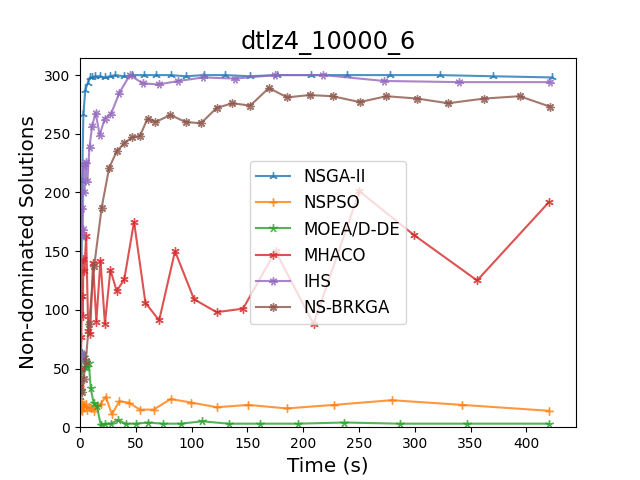 dtlz4_10000_6
Non-dominated Solutions
300
250
200
150
100
50
0
NSGA-II
NSPSO
MOEA/D-DE
MHACO
IHS
NS-BRKGA
0 50 100 150 200 250 300 350 400
Time (s)